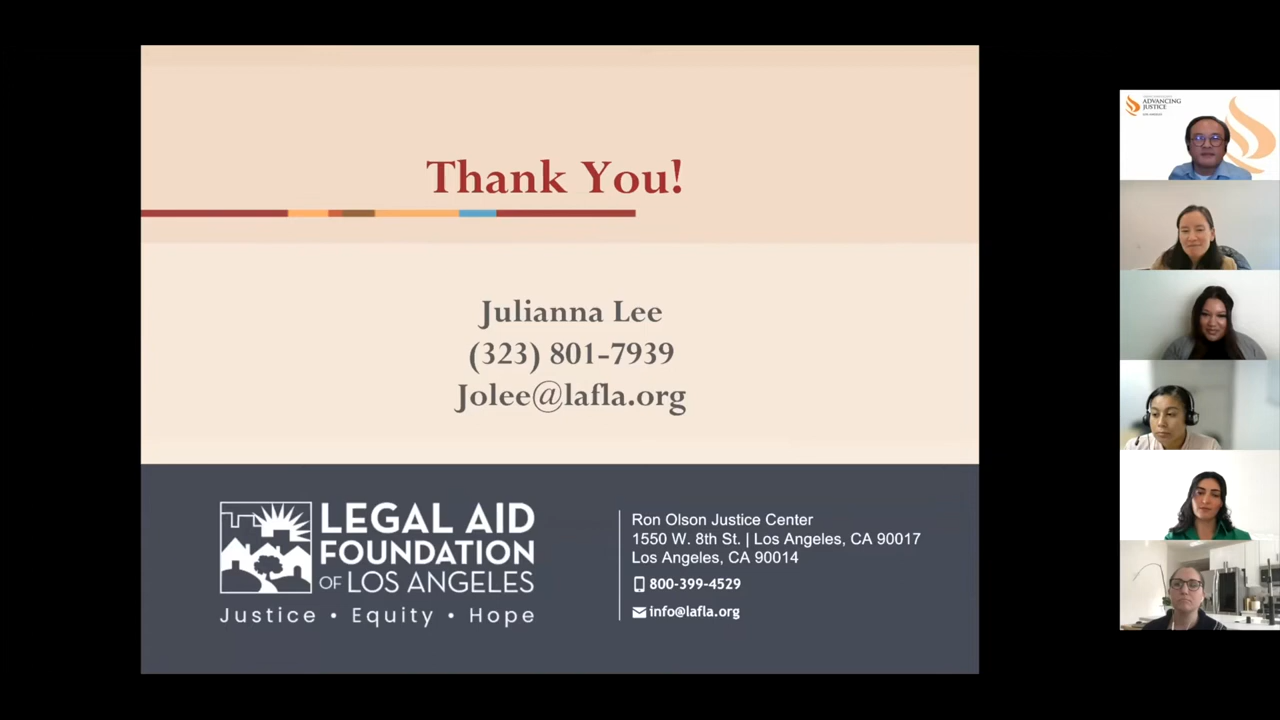 Thank You!
Julianna Lee
(323) 801-7939
Jolee@lafla.org
LEGAL AID
FOUNDATION
OF LOS ANGELES
Justice • Equity • Hope
Ron Olson Justice Center
1550 W. 8th St. | Los Angeles, CA 90017
Los Angeles, CA 90014
800-399-4529
info@lafla.org
ADVANCING
JUSTICE